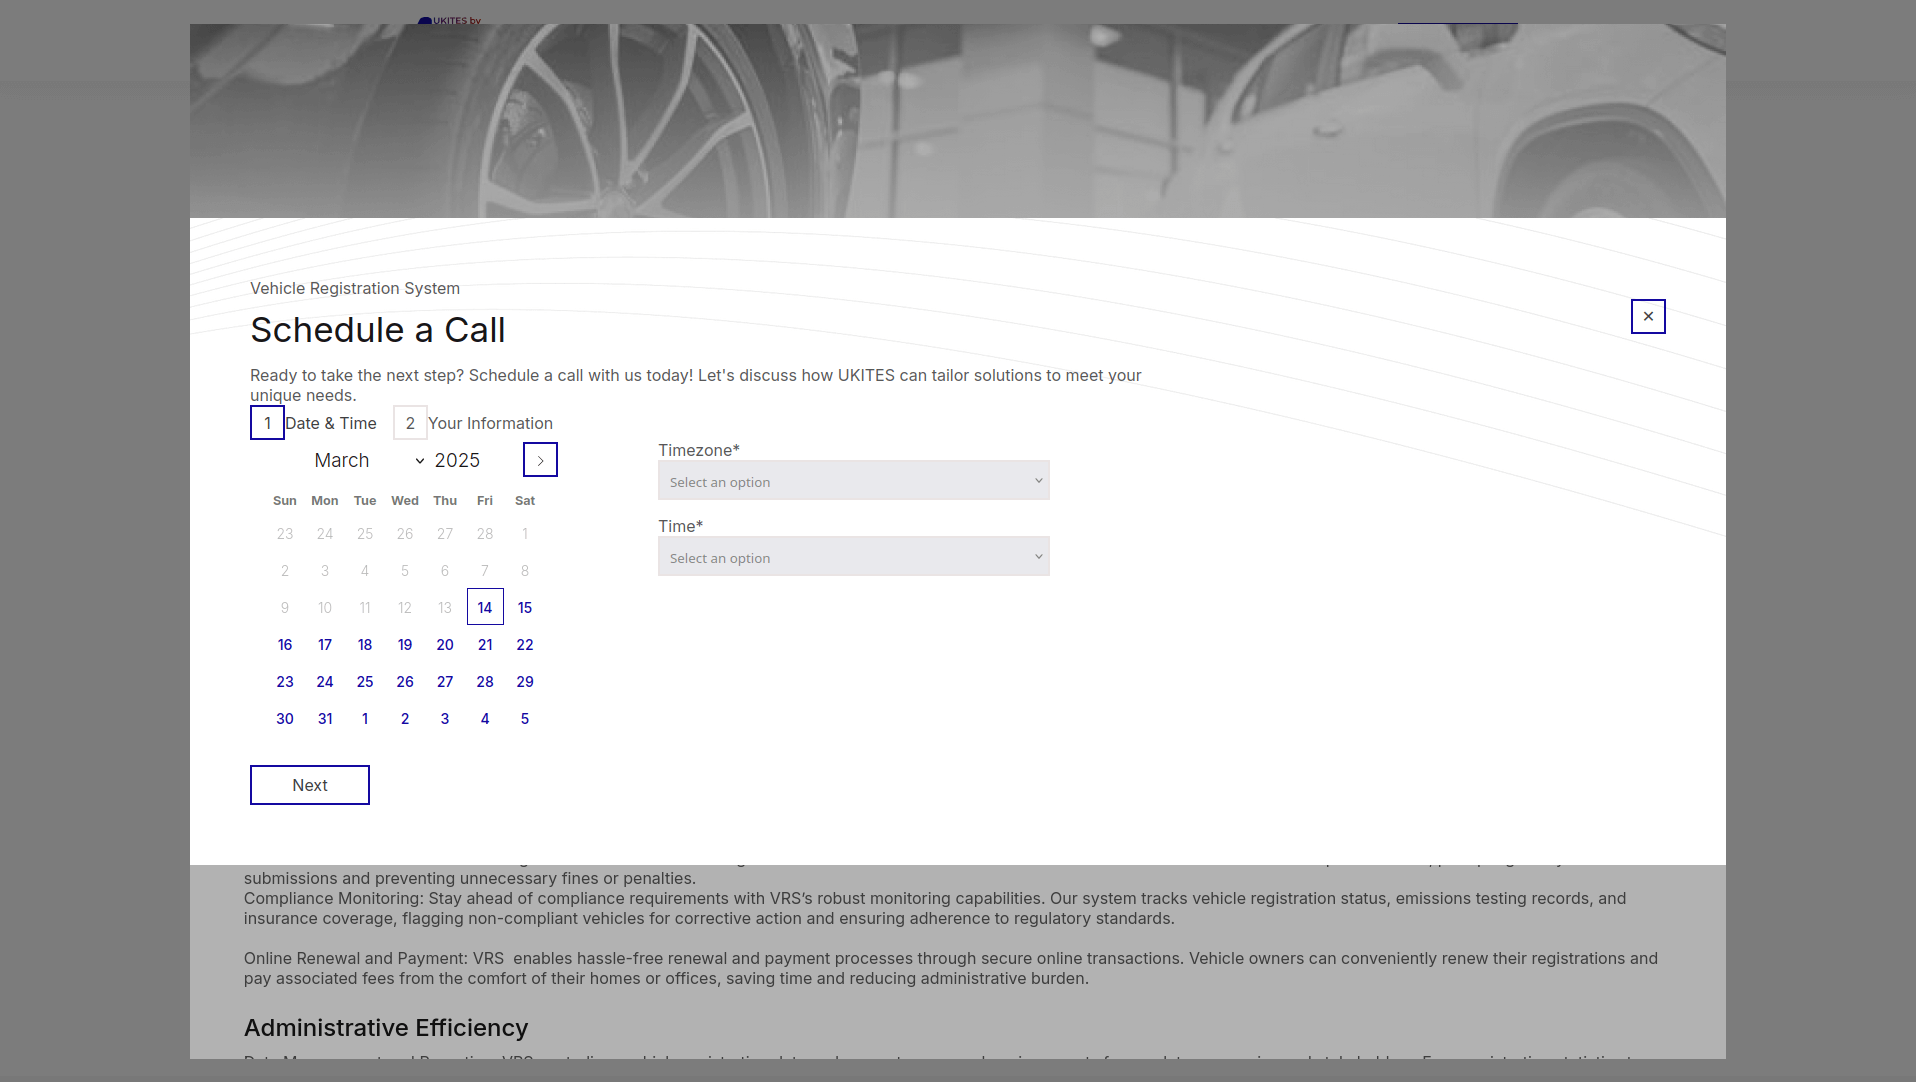 UKITES by
Vehicle Registration System
Schedule a Call
Ready to take the next step? Schedule a call with us today! Let's discuss how UKITES can tailor solutions to meet your
unique needs.
1 Date & Time 2 Your Information
March 2025
Sun Mon Tue Wed Thu Fri Sat
23 24 25 26 27 28 1
2 3 4 5 6 7 8
9 10 11 12 13 14 15
16 17 18 19 20 21 22
23 24 25 26 27 28 29
30 31 1 2 3 4 5
Timezone*
Select an option
Time*
Select an option
Next
submissions and preventing unnecessary fines or penalties.
Compliance Monitoring: Stay ahead of compliance requirements with VRS's robust monitoring capabilities. Our system tracks vehicle registration status, emissions testing records, and
insurance coverage, flagging non-compliant vehicles for corrective action and ensuring adherence to regulatory standards.
Online Renewal and Payment: VRS  enables hassle-free renewal and payment processes through secure online transactions. Vehicle owners can conveniently renew their registrations and
pay associated fees from the comfort of their homes or offices, saving time and reducing administrative burden.
Administrative Efficiency